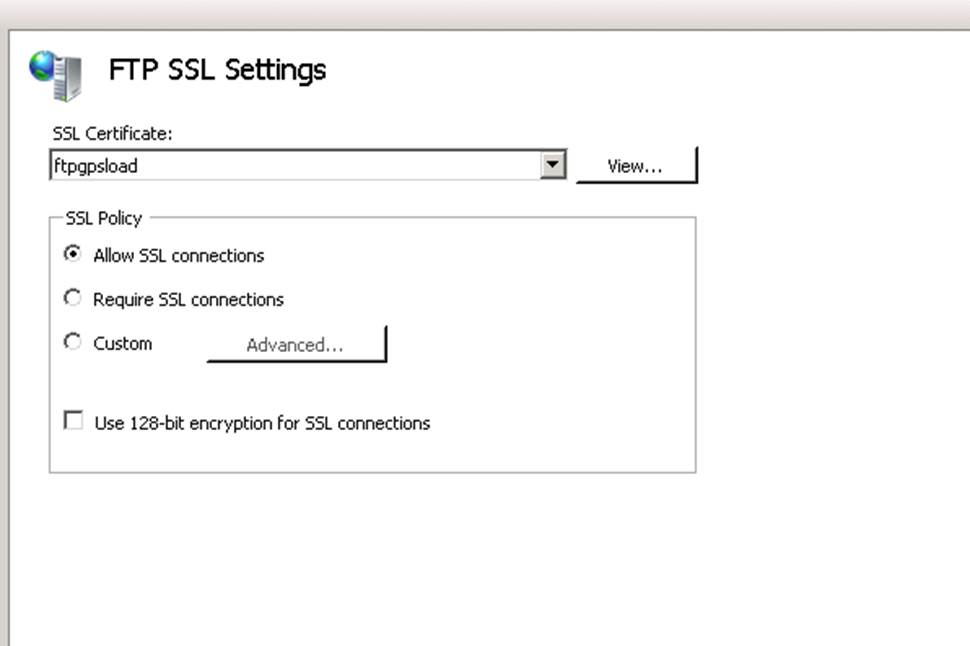 FTP SSL Settings
SSL Certificate:
ftpgpsload
View...
SSL Policy
Allow SSL connections
Require SSL connections
Custom
Advanced...
Use 128-bit encryption for SSL connections